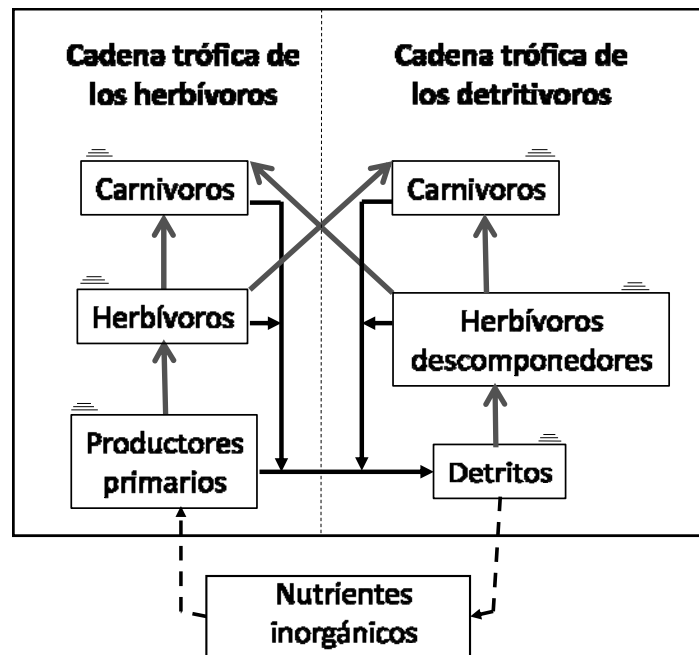 Cadena trófica de
los herbívoros
Cadena trófica de
los detritivoros
Carnivoros
Carnivoros
Herbívoros
Herbívoros
descomponedores
Productores
primarios
Detritos
Nutrientes
inorgánicos